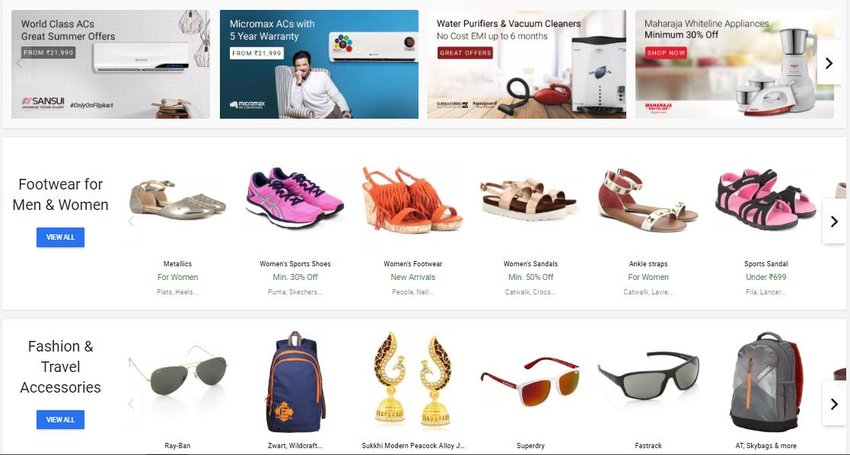 World Class ACs
Great Summer Offers
FROM ₹21,990
SANSUI
#OnlyOnFlipkart
Micromax ACs with
5 Year Warranty
FROM ₹21,999
micromax
Water Purifiers & Vacuum Cleaners
No Cost EMI up to 6 months
GREAT OFFERS
EUREKA FORBES
Aquaguard
Maharaja Whiteline Appliances
Minimum 30% Off
SHOP NOW
MAHARAJA
WHITELINE
Footwear for
Men & Women
VIEW ALL
Metallics
For Women
Flats, Heels...
Women's Sports Shoes
Min. 30% Off
Puma, Skechers...
Women's Footwear
New Arrivals
People, Nell...
Women's Sandals
Min. 50% Off
Catwalk, Crocs...
Ankle straps
For Women
Catwalk, Lavie...
Sports Sandal
Under ₹699
Fila, Lancer...
Fashion &
Travel
Accessories
VIEW ALL
Ray-Ban
Zwart, Wildcraft...
Sukkhi Modern Peacock Alloy J...
Superdry
Fastrack
AT, Skybags & more